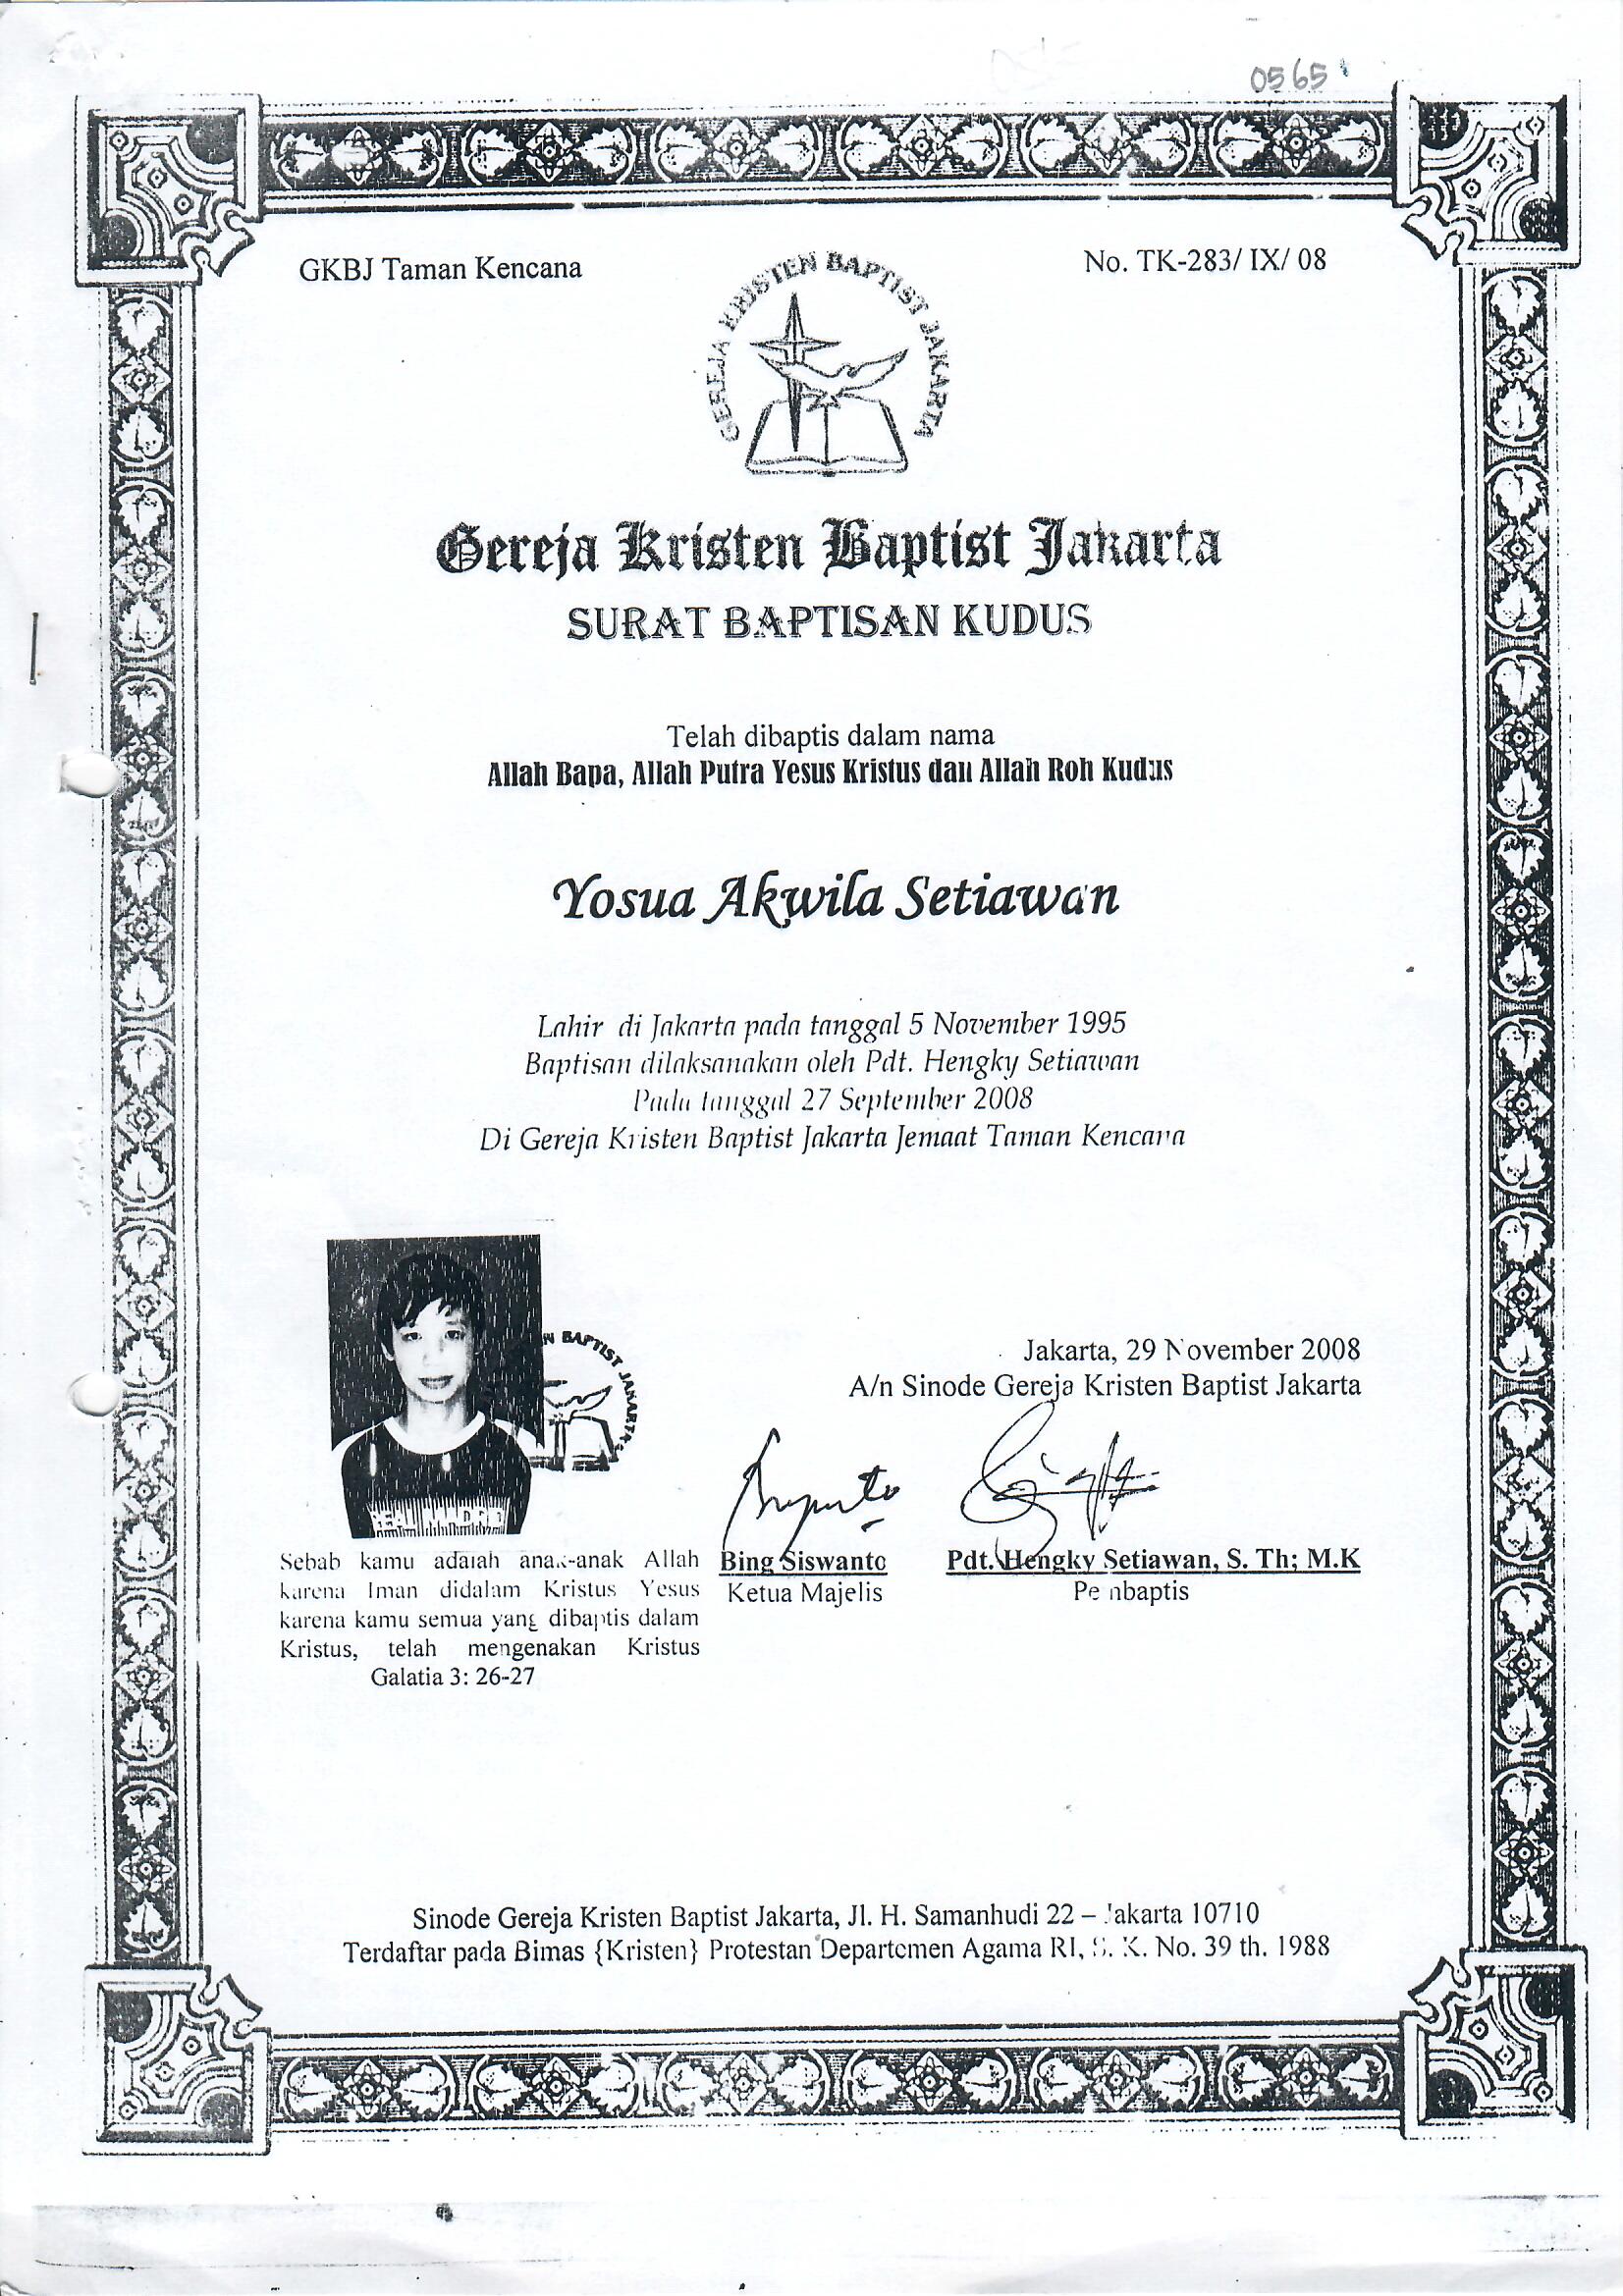 0565
GKBJ Taman Kencana
No. TK-283/ IX/ 08
GEREJA KRISTEN BAPTIST JAKARTA
Gereja Kristen Baptist Jakarta
SURAT BAPTISAN KUDUS
Telah dibaptis dalam nama
Allah Bapa, Allah Putra Yesus Kristus dan Allah Roh Kudus
Yosua Akwila Setiawan
Lahir di Jakarta pada tanggal 5 November 1995
Baptisan dilaksanakan oleh Pdt. Hengky Setiawan
Pada tanggal 27 September 2008
Di Gereja Kristen Baptist Jakarta Jemaat Taman Kencana
N BAPTIST JAKARTA
REAL MADRID
Jakarta, 29 November 2008
A/n Sinode Gereja Kristen Baptist Jakarta
Bing Siswanto
Ketua Majelis
Pdt. Hengky Setiawan, S. Th; M.K
Pembaptis
Sebab kamu adalah anak-anak Allah
karena Iman didalam Kristus Yesus
karena kamu semua yang dibaptis dalam
Kristus, telah mengenakan Kristus
Galatia 3: 26-27
Sinode Gereja Kristen Baptist Jakarta, Jl. H. Samanhudi 22 – Jakarta 10710
Terdaftar pada Bimas {Kristen} Protestan Departemen Agama RI, S. K. No. 39 th. 1988